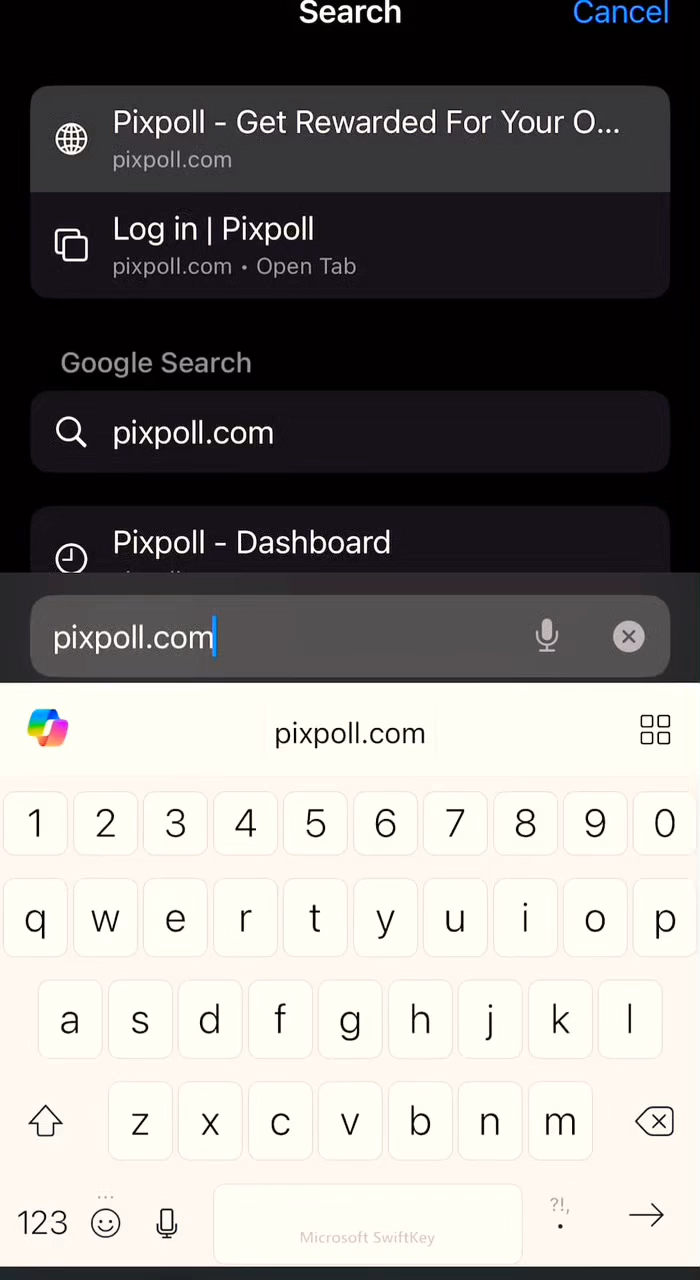 Search
Cancel
Pixpoll - Get Rewarded For Your O...
pixpoll.com
Log in | Pixpoll
pixpoll.com • Open Tab
Google Search
pixpoll.com
Pixpoll - Dashboard
pixpoll.com
pixpoll.com
1 2 3 4 5 6 7 8 9 0
q w e r t y u i o p
a s d f g h j k l
z x c v b n m
123
Microsoft SwiftKey
?!,
.